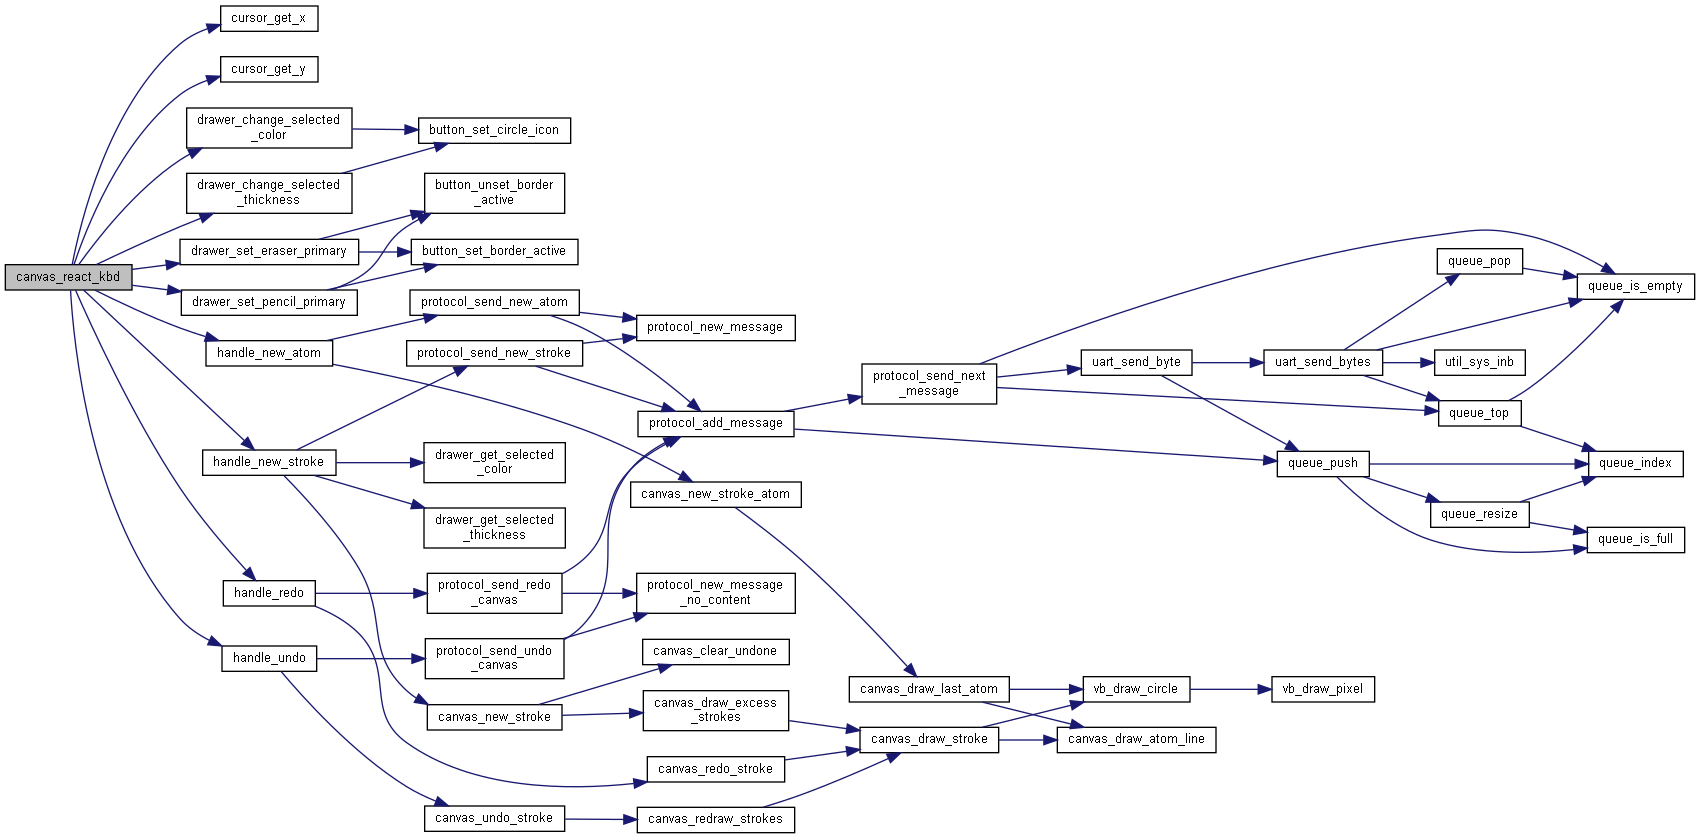 canvas_react_kbd
cursor_get_x
cursor_get_y
drawer_change_selected
_color
drawer_change_selected
_thickness
drawer_set_eraser_primary
drawer_set_pencil_primary
handle_new_atom
handle_new_stroke
handle_redo
handle_undo
button_set_circle_icon
button_unset_border
_active
button_set_border_active
protocol_send_new_atom
protocol_send_new_stroke
drawer_get_selected
_color
drawer_get_selected
_thickness
protocol_send_redo
_canvas
protocol_send_undo
_canvas
canvas_new_stroke
canvas_undo_stroke
protocol_new_message
protocol_add_message
canvas_new_stroke_atom
protocol_new_message
_no_content
canvas_clear_undone
canvas_draw_excess
_strokes
canvas_redo_stroke
canvas_redraw_strokes
protocol_send_next
_message
canvas_draw_last_atom
canvas_draw_stroke
uart_send_byte
vb_draw_circle
canvas_draw_atom_line
uart_send_bytes
queue_push
vb_draw_pixel
queue_pop
util_sys_inb
queue_top
queue_resize
queue_is_empty
queue_index
queue_is_full